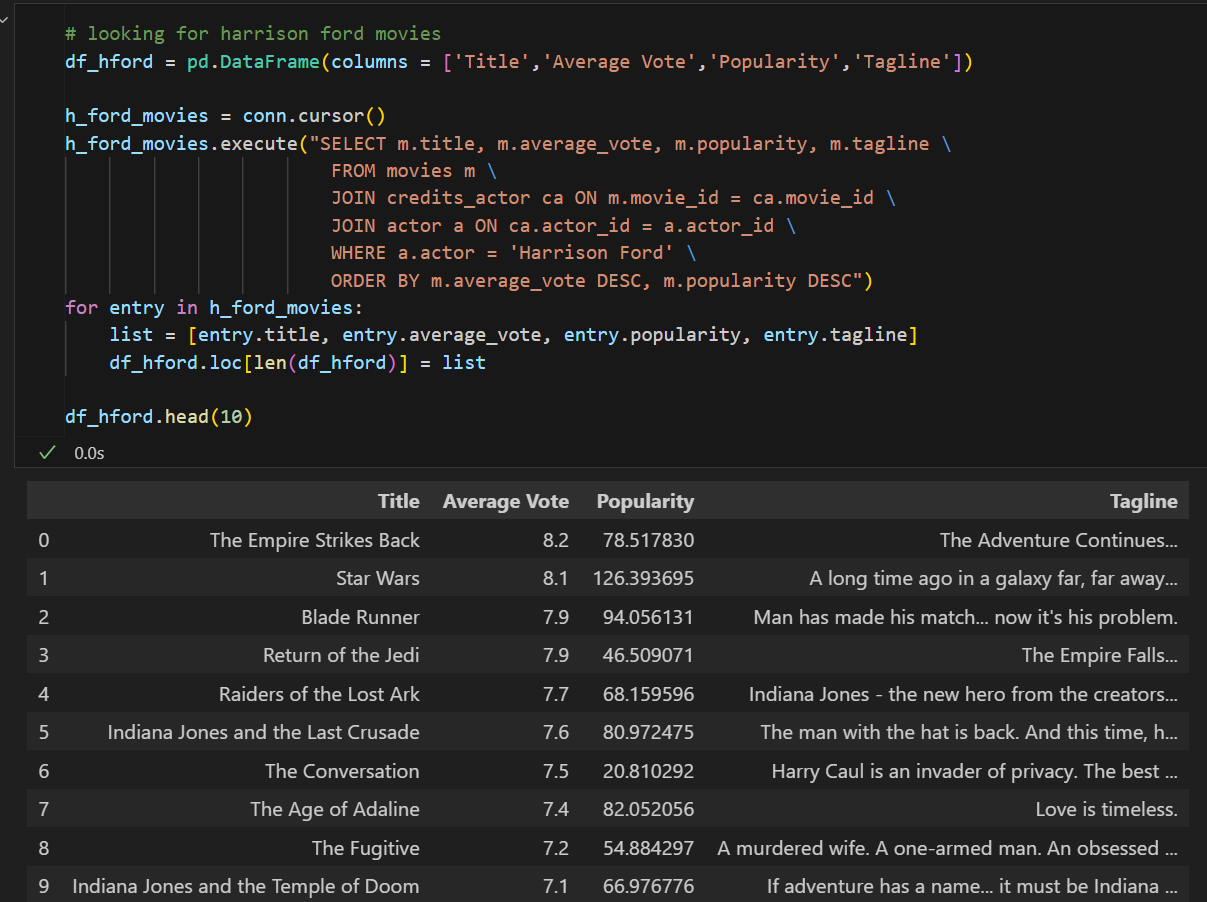 # looking for harrison ford movies
df_hford = pd.DataFrame(columns = ['Title','Average Vote','Popularity','Tagline'])
h_ford_movies = conn.cursor()
h_ford_movies.execute("SELECT m.title, m.average_vote, m.popularity, m.tagline \
FROM movies m \
JOIN credits_actor ca ON m.movie_id = ca.movie_id \
JOIN actor a ON ca.actor_id = a.actor_id \
WHERE a.actor = 'Harrison Ford' \
ORDER BY m.average_vote DESC, m.popularity DESC")
for entry in h_ford_movies:
    list = [entry.title, entry.average_vote, entry.popularity, entry.tagline]
    df_hford.loc[len(df_hford)] = list
df_hford.head(10)
0.0s
Title Average Vote Popularity Tagline
0 The Empire Strikes Back 8.2 78.517830 The Adventure Continues...
1 Star Wars 8.1 126.393695 A long time ago in a galaxy far, far away...
2 Blade Runner 7.9 94.056131 Man has made his match... now it's his problem.
3 Return of the Jedi 7.9 46.509071 The Empire Falls...
4 Raiders of the Lost Ark 7.7 68.159596 Indiana Jones - the new hero from the creators...
5 Indiana Jones and the Last Crusade 7.6 80.972475 The man with the hat is back. And this time, h...
6 The Conversation 7.5 20.810292 Harry Caul is an invader of privacy. The best ...
7 The Age of Adaline 7.4 82.052056 Love is timeless.
8 The Fugitive 7.2 54.884297 A murdered wife. A one-armed man. An obsessed ...
9 Indiana Jones and the Temple of Doom 7.1 66.976776 If adventure has a name... it must be Indiana ...